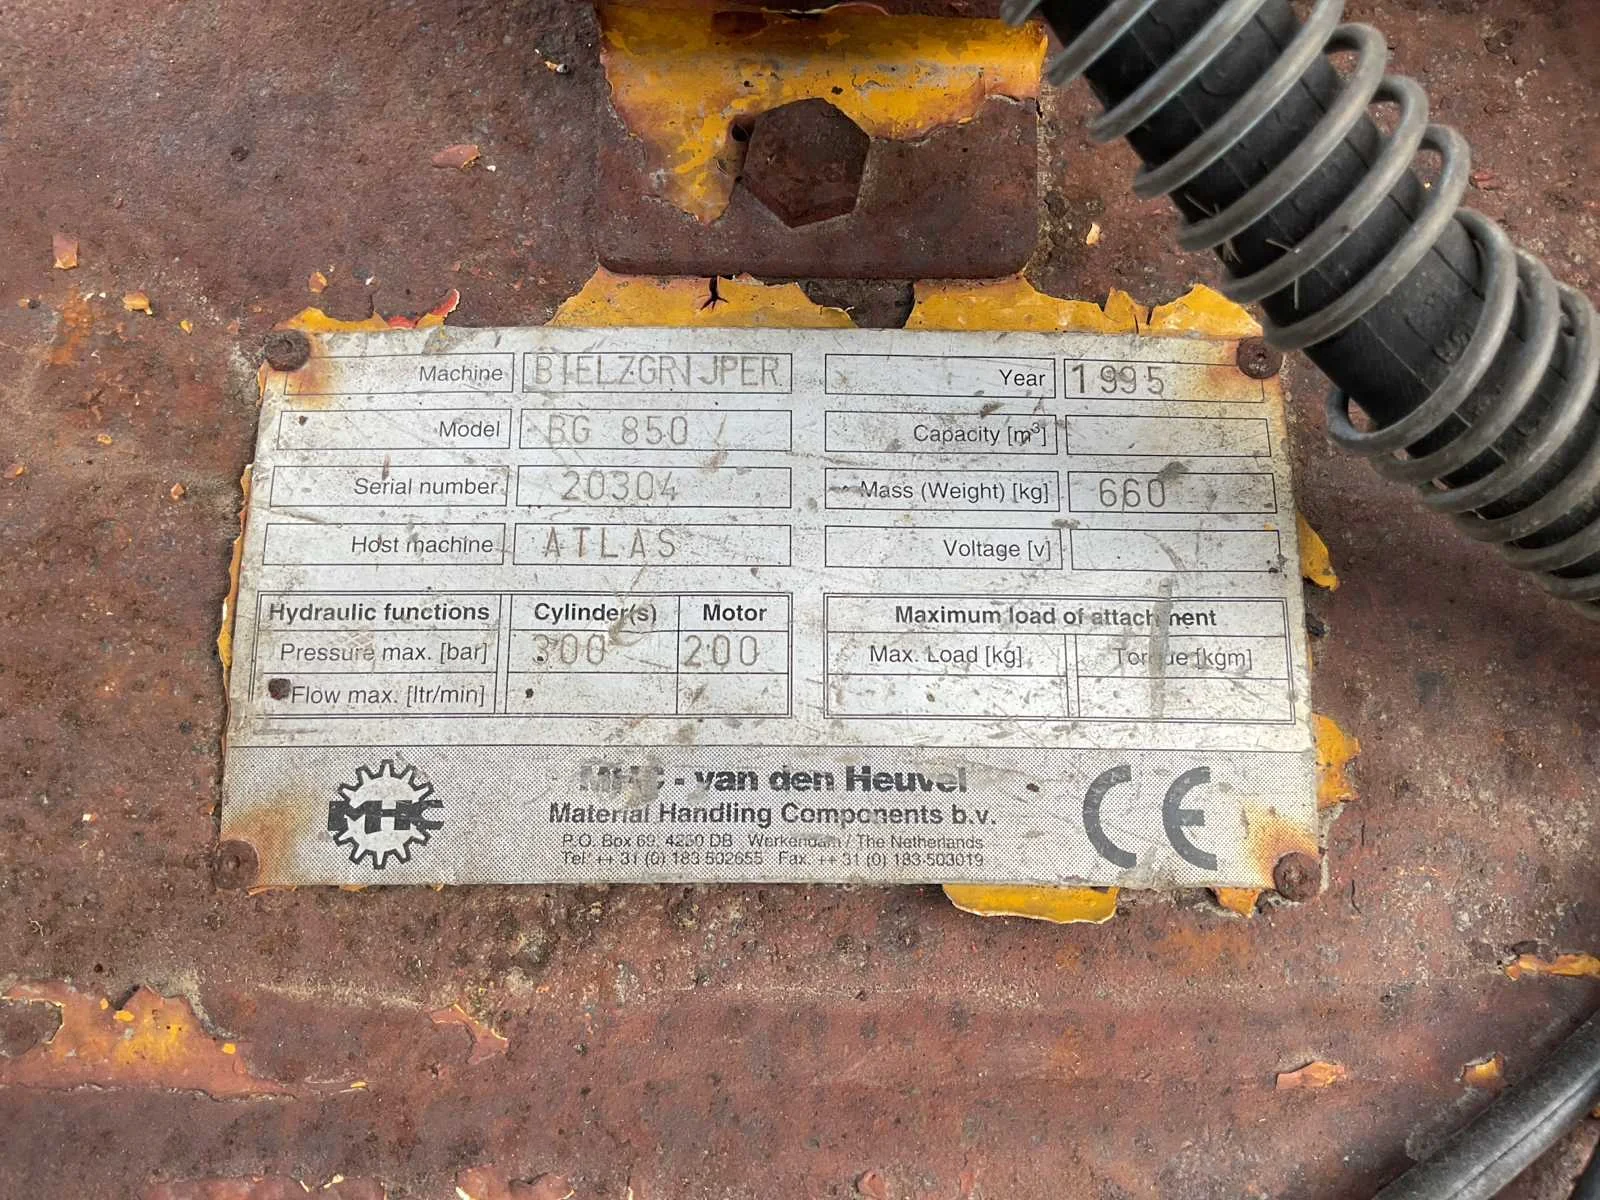 Machine BIELZGRIJPER Year 1995
Model BG 850 Capacity [m³]
Serial number 20304 Mass (Weight) [kg] 660
Host machine ATLAS Voltage [v]
Hydraulic functions Cylinder(s) Motor Maximum load of attachment
Pressure max. [bar] 300 200 Max. Load [kg] Torque [kgm]
Flow max. [ltr/min]
MHC - van den Heuvel
MHC Material Handling Components b.v. CE
P.O. Box 69, 4250 DB Werkendam / The Netherlands
Tel: ++ 31 (0) 183 502655 Fax. ++ 31 (0) 183-503019